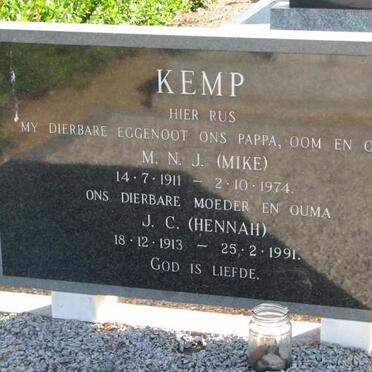 KEMP
HIER RUS
MY DIERBARE EGGENOOT ONS PAPPA, OOM EN O
M. N. J. (MIKE)
14·7·1911 – 2·10·1974.
ONS DIERBARE MOEDER EN OUMA
J. C. (HENNAH)
18·12·1913 – 25·2·1991.
GOD IS LIEFDE.